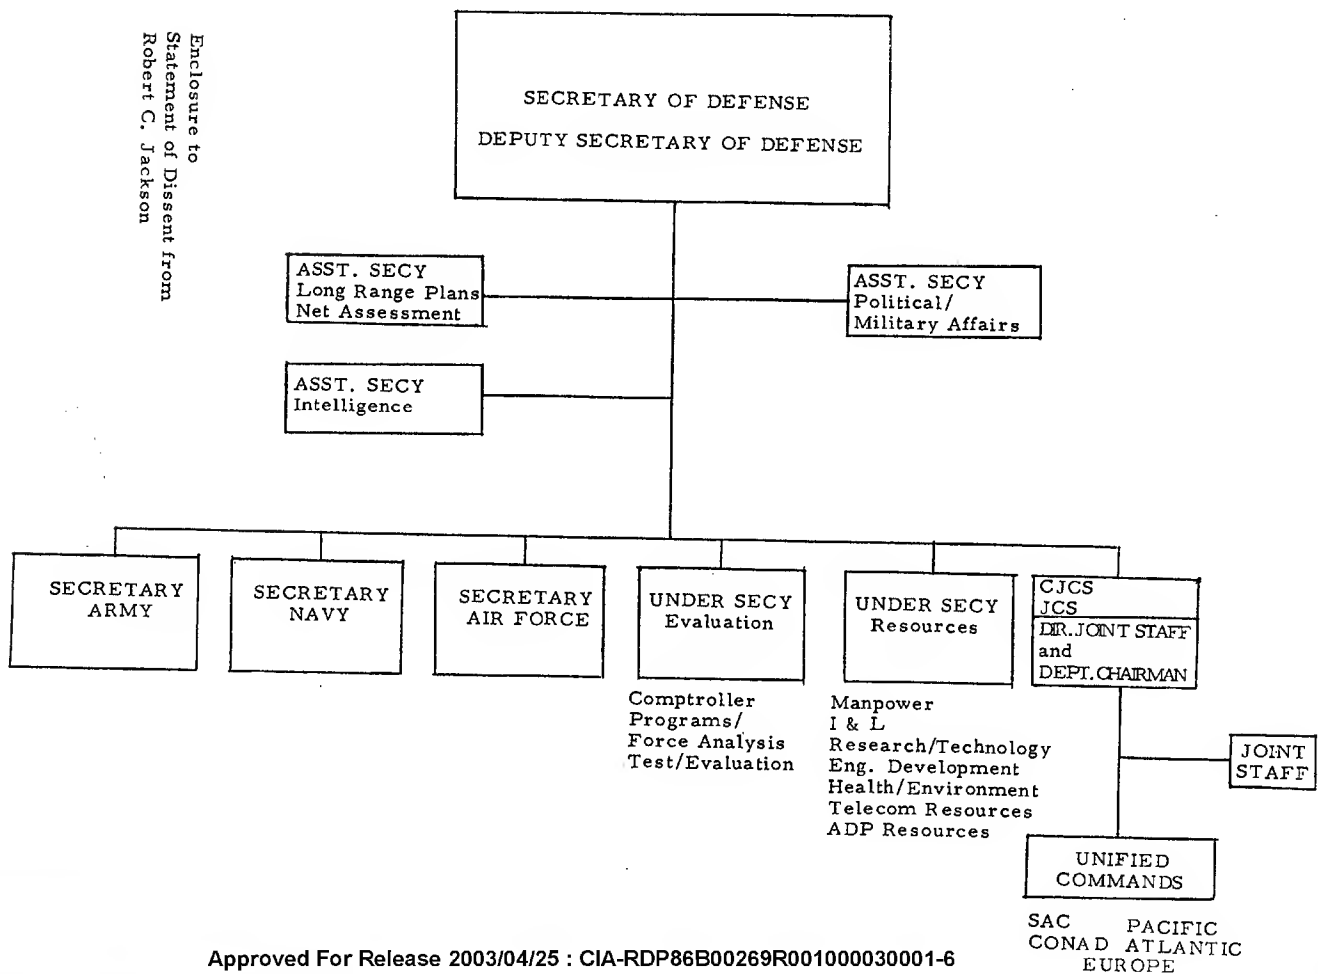 Enclosure to
Statement of Dissent from
Robert C. Jackson
SECRETARY OF DEFENSE
DEPUTY SECRETARY OF DEFENSE
ASST. SECY
Long Range Plans
Net Assessment
ASST. SECY
Political/
Military Affairs
ASST. SECY
Intelligence
SECRETARY
ARMY
SECRETARY
NAVY
SECRETARY
AIR FORCE
UNDER SECY
Evaluation
Comptroller
Programs/
Force Analysis
Test/Evaluation
UNDER SECY
Resources
Manpower
I & L
Research/Technology
Eng. Development
Health/Environment
Telecom Resources
ADP Resources
CJCS
JCS
DIR. JOINT STAFF
and
DEPT. CHAIRMAN
JOINT
STAFF
UNIFIED
COMMANDS
SAC PACIFIC
CONAD ATLANTIC
EUROPE
Approved For Release 2003/04/25 : CIA-RDP86B00269R001000030001-6